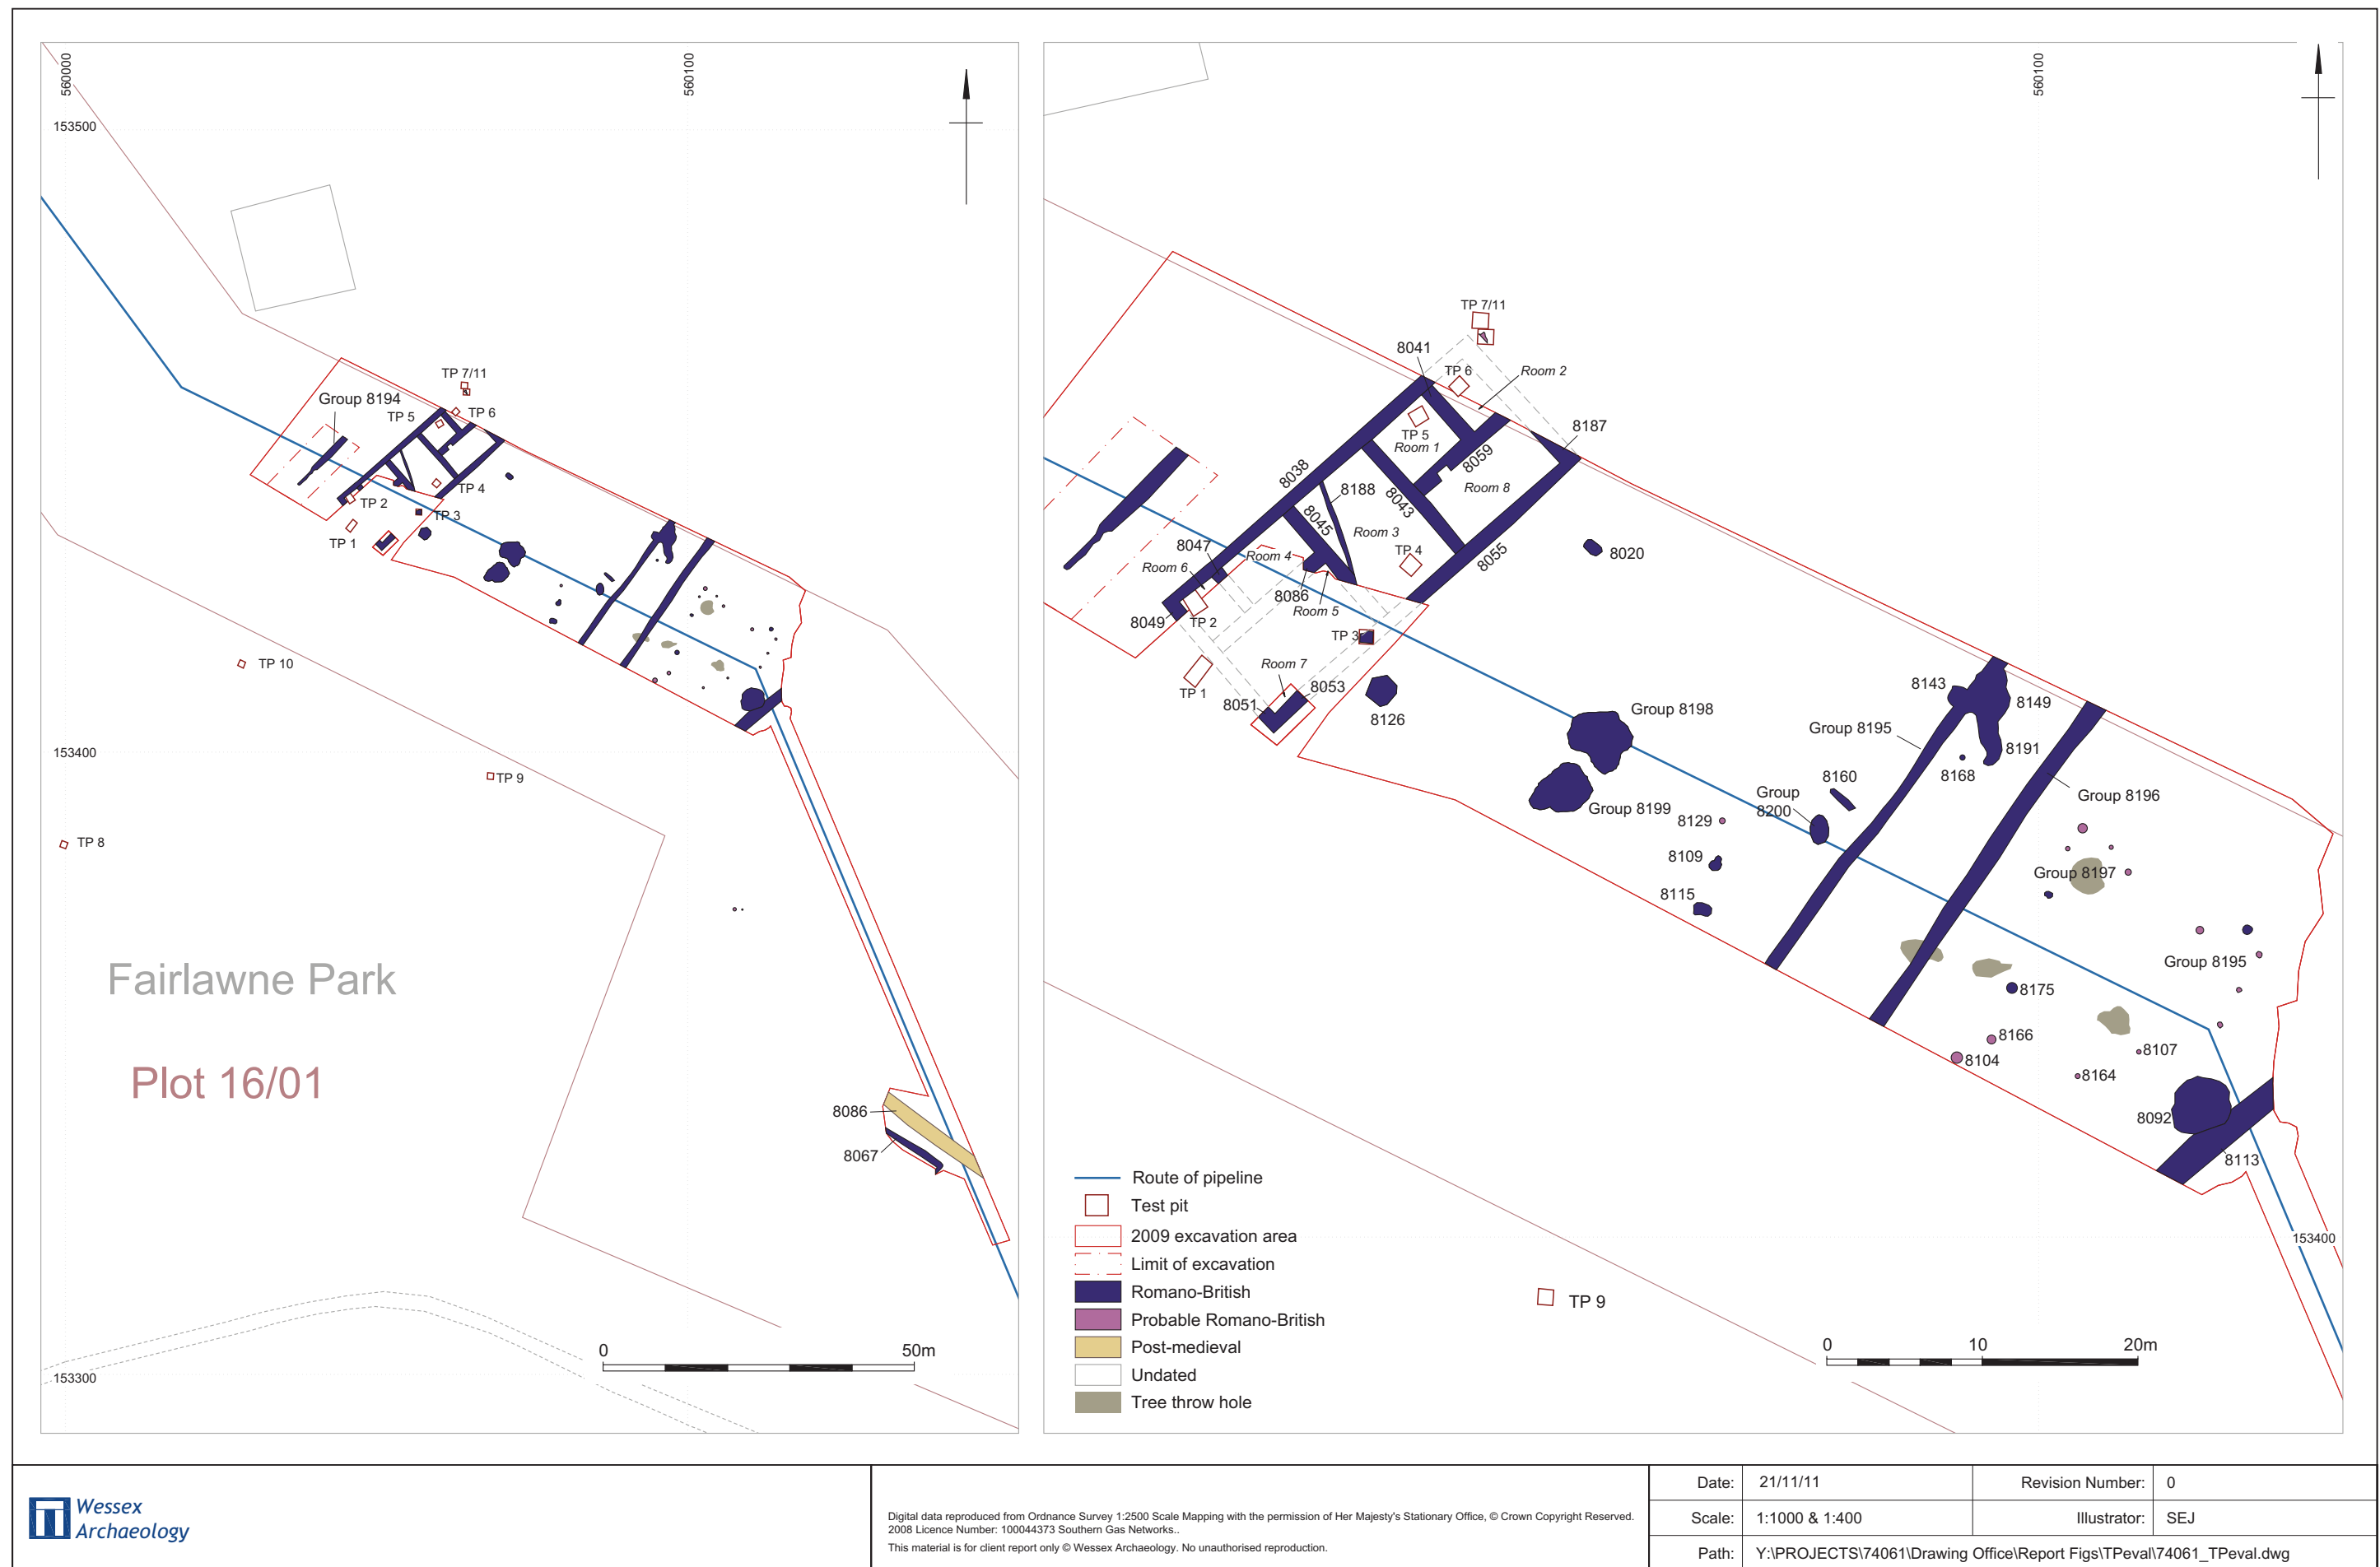 560000
560100
153500
TP 7/11
Group 8194
TP 5
TP 6
TP 4
TP 2
TP 3
TP 1
TP 10
153400
TP 9
TP 8
Fairlawne Park
Plot 16/01
8086
8067
0
50m
153300
560100
TP 7/11
8041
TP 6
Room 2
8187
TP 5
Room 1
8059
8038
8188
8043
Room 8
8045
Room 3
8047
Room 4
TP 4
8055
8020
Room 6
8086
Room 5
8049
TP 2
TP 3
Room 7
TP 1
8053
8051
8126
Group 8198
8143
8149
Group 8195
8191
8168
8160
Group
8200
Group 8196
Group 8199
8129
8109
Group 8197
8115
Group 8195
8175
8166
8104
8107
8164
8092
8113
153400
Route of pipeline
Test pit
2009 excavation area
Limit of excavation
Romano-British
Probable Romano-British
Post-medieval
Undated
Tree throw hole
TP 9
0
10
20m
Wessex
Archaeology
Digital data reproduced from Ordnance Survey 1:2500 Scale Mapping with the permission of Her Majesty's Stationary Office, © Crown Copyright Reserved.
2008 Licence Number: 100044373 Southern Gas Networks..
This material is for client report only © Wessex Archaeology. No unauthorised reproduction.
Date: 21/11/11 Revision Number: 0
Scale: 1:1000 & 1:400 Illustrator: SEJ
Path: Y:\PROJECTS\74061\Drawing Office\Report Figs\TPeval\74061_TPeval.dwg